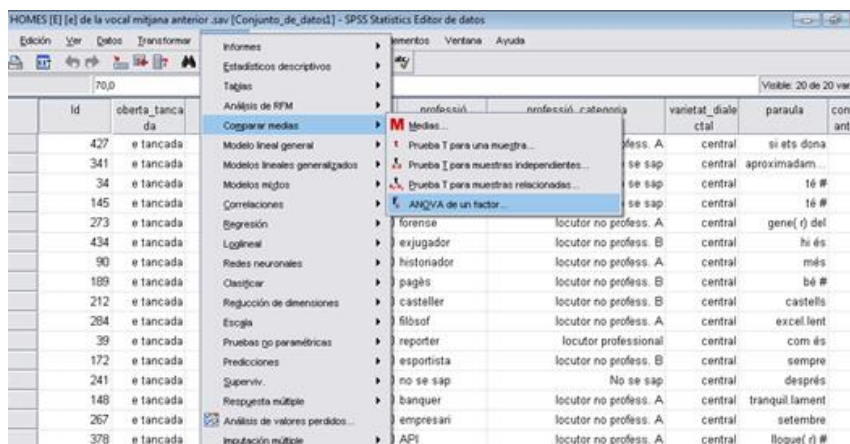 HOMES [E] [e] de la vocal mitjana anterior .sav [Conjunto_de_datos1] - SPSS Statistics Editor de datos
Edición Ver Datos Transformar ementos Ventana Ayuda
70,0 Visible: 20 de 20 var
Id oberta_tanca da professió professió_categoria varietat_diale ctal paraula con ant
Informes
Estadísticos descriptivos
Tablas
Análisis de RFM
Comparar medias
Modelo lineal general
Modelos lineales generalizados
Modelos mixtos
Correlaciones
Regresión
Loglineal
Redes neuronales
Clasificar
Reducción de dimensiones
Escala
Pruebas no paramétricas
Predicciones
Superviv.
Respuesta múltiple
Análisis de valores perdidos...
Imputación múltiple
Medias...
Prueba T para una muestra...
Prueba T para muestras independientes...
Prueba T para muestras relacionadas...
ANOVA de un factor...
427 e tancada ofess. A central si ets dona
341 e tancada se sap central aproximadam...
34 e tancada se sap central té #
145 e tancada se sap central té #
273 e tancada forense locutor no profess. A central gene( r) del
434 e tancada exjugador locutor no profess. B central hi és
90 e tancada historiador locutor no profess. A central més
189 e tancada pagès locutor no profess. B central bé #
212 e tancada casteller locutor no profess. B central castells
284 e tancada filòsof locutor no profess. A central excel.lent
39 e tancada reporter locutor professional central com és
172 e tancada esportista locutor no profess. B central sempre
241 e tancada no se sap No se sap central després
148 e tancada banquer locutor no profess. A central tranquil.lament
267 e tancada empresari locutor no profess. A central setembre
378 e tancada API locutor no profess. A central llogue( r) #